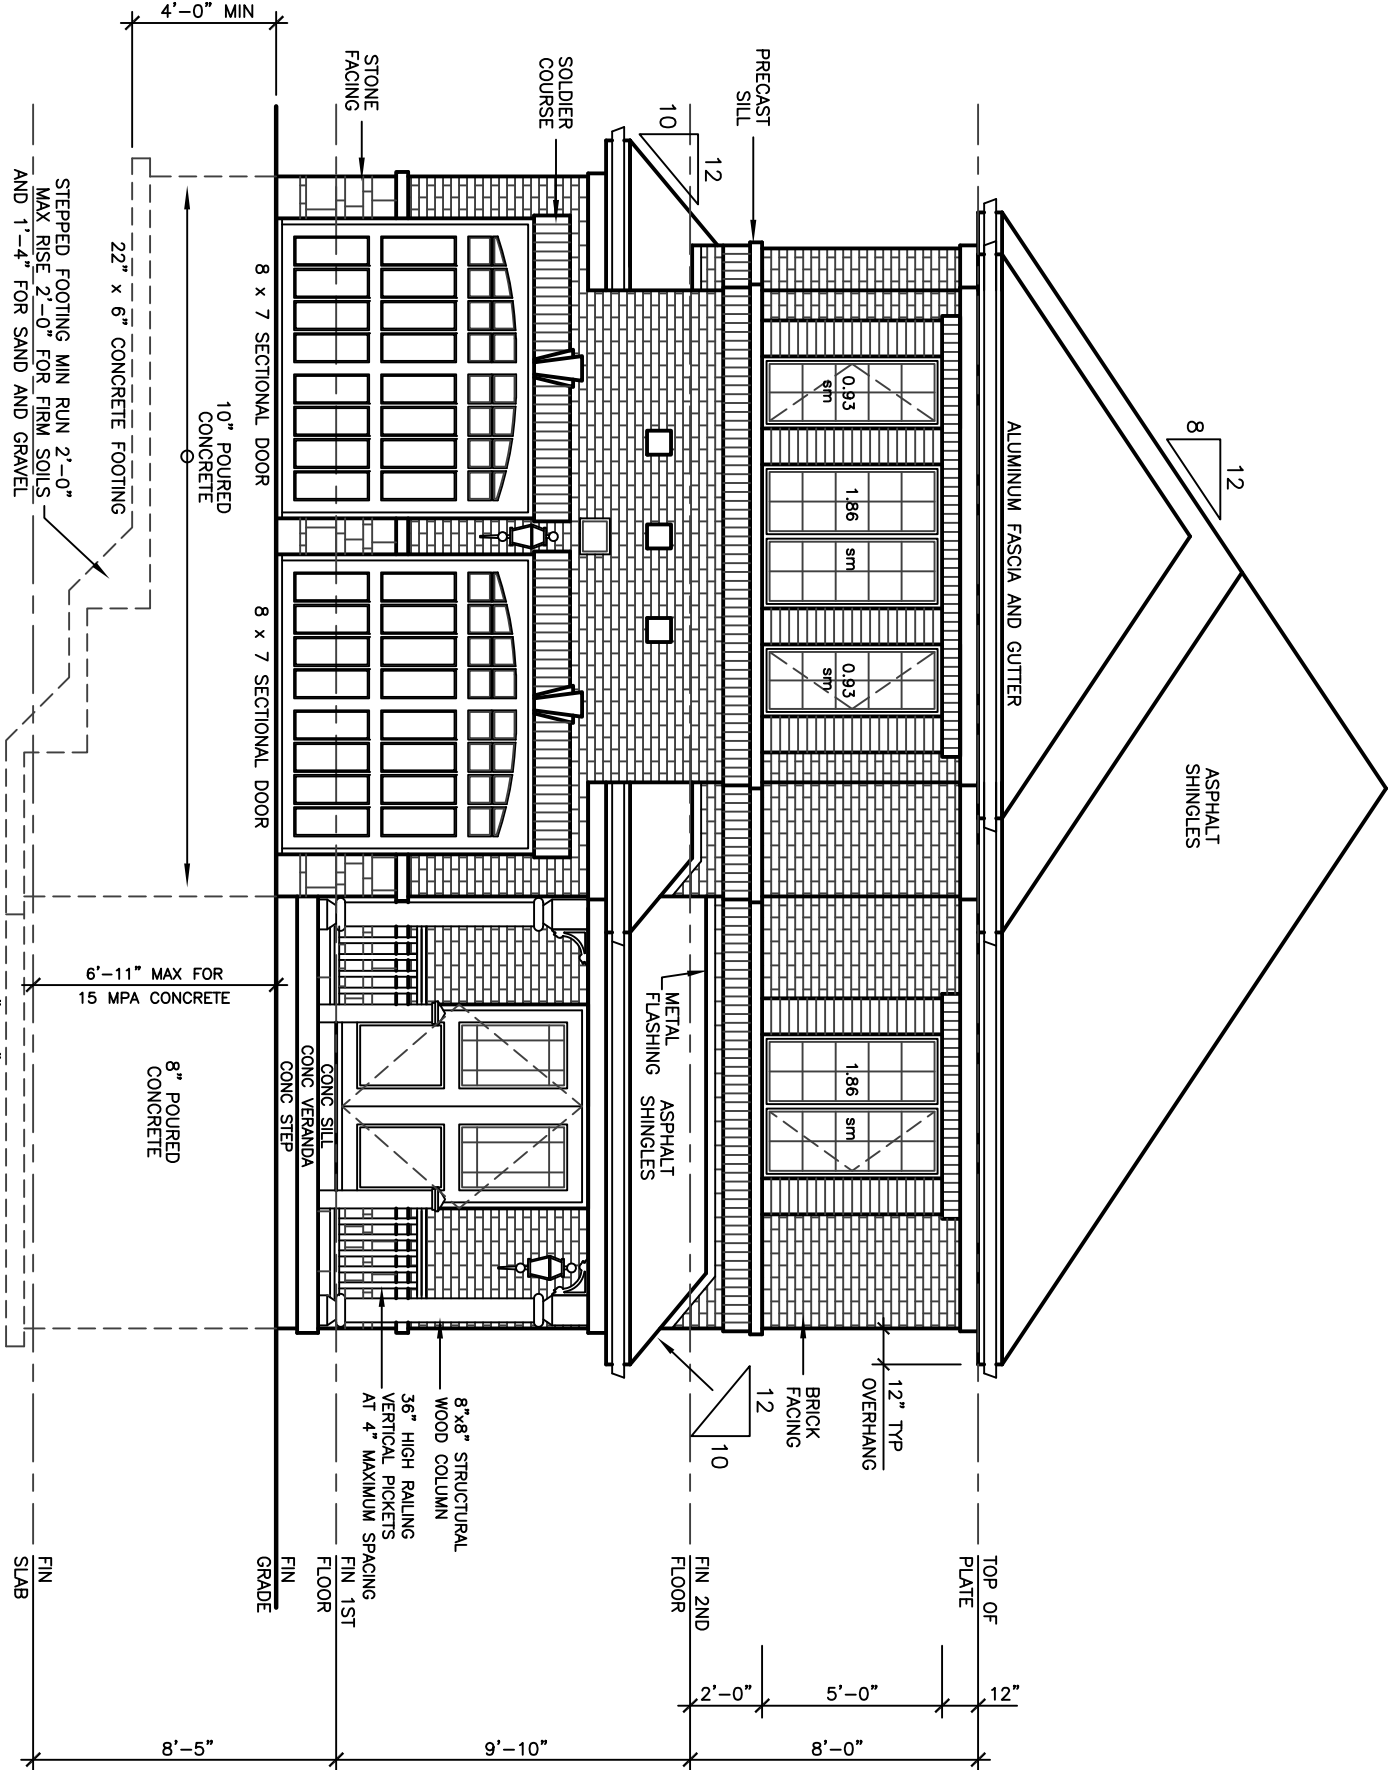 8
12
ASPHALT
SHINGLES
ALUMINUM FASCIA AND GUTTER
TOP OF
PLATE
12"
PRECAST
SILL
0.93
sm
1.86
sm
0.93
sm
1.86
sm
12" TYP
OVERHANG
5'-0"
8'-0"
BRICK
FACING
2'-0"
10
12
12
10
FIN 2ND
FLOOR
METAL
FLASHING
ASPHALT
SHINGLES
SOLDIER
COURSE
8"x8" STRUCTURAL
WOOD COLUMN
36" HIGH RAILING
VERTICAL PICKETS
AT 4" MAXIMUM SPACING
9'-10"
STONE
FACING
FIN 1ST
FLOOR
CONC SILL
CONC VERANDA
CONC STEP
FIN
GRADE
8 x 7 SECTIONAL DOOR
8 x 7 SECTIONAL DOOR
4'-0" MIN
10" POURED
CONCRETE
6'-11" MAX FOR
15 MPA CONCRETE
8" POURED
CONCRETE
8'-5"
22" x 6" CONCRETE FOOTING
STEPPED FOOTING MIN RUN 2'-0"
MAX RISE 2'-0" FOR FIRM SOILS
AND 1'-4" FOR SAND AND GRAVEL
FIN
SLAB